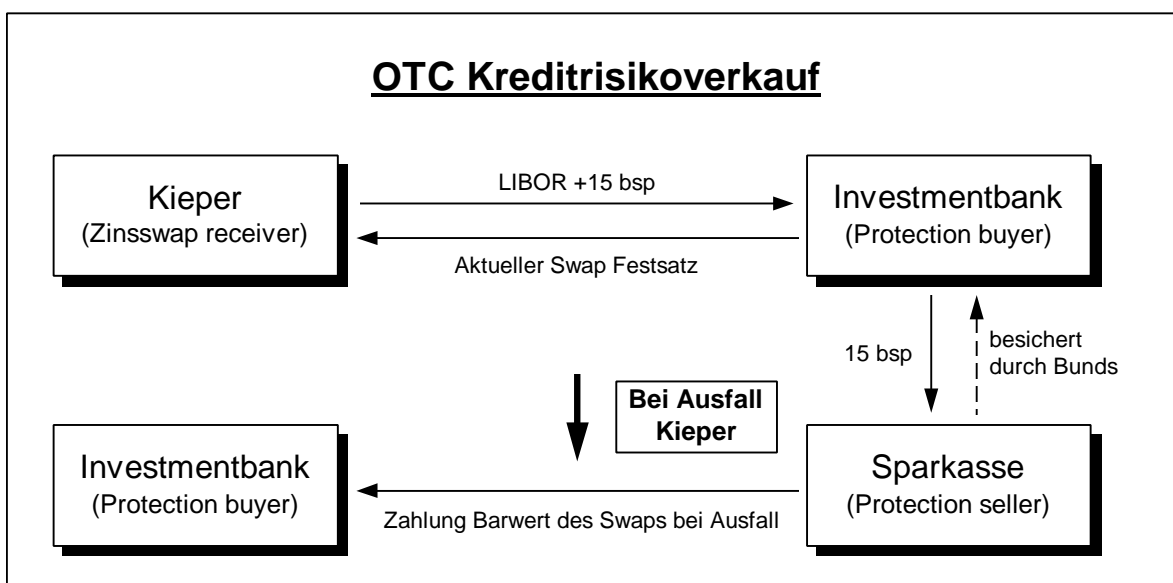 OTC Kreditrisikoverkauf
Kieper
(Zinsswap receiver)
LIBOR +15 bsp
Aktueller Swap Festsatz
Investmentbank
(Protection buyer)
15 bsp
besichert
durch Bunds
Bei Ausfall
Kieper
Investmentbank
(Protection buyer)
Zahlung Barwert des Swaps bei Ausfall
Sparkasse
(Protection seller)